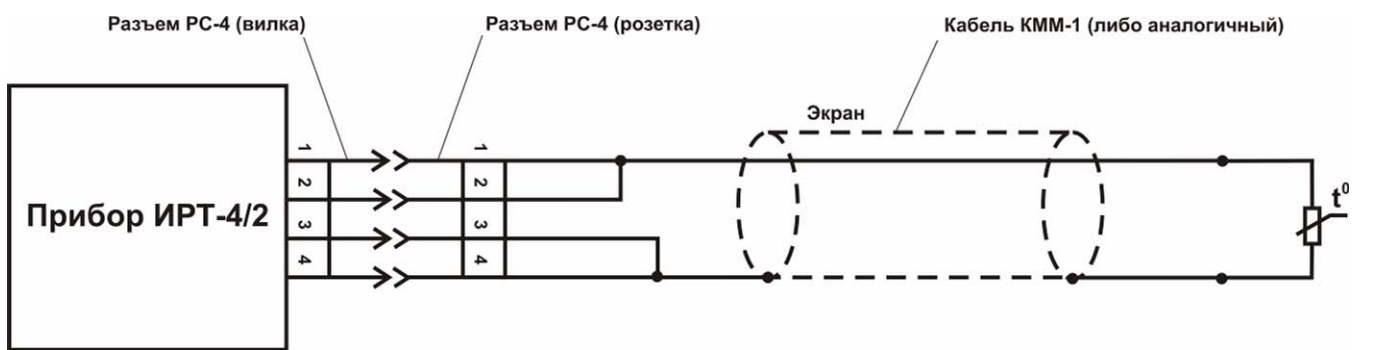 Разъем РС-4 (вилка)
Разъем РС-4 (розетка)
Кабель КММ-1 (либо аналогичный)
Экран
Прибор ИРТ-4/2
1
2
3
4
1
2
3
4
t⁰